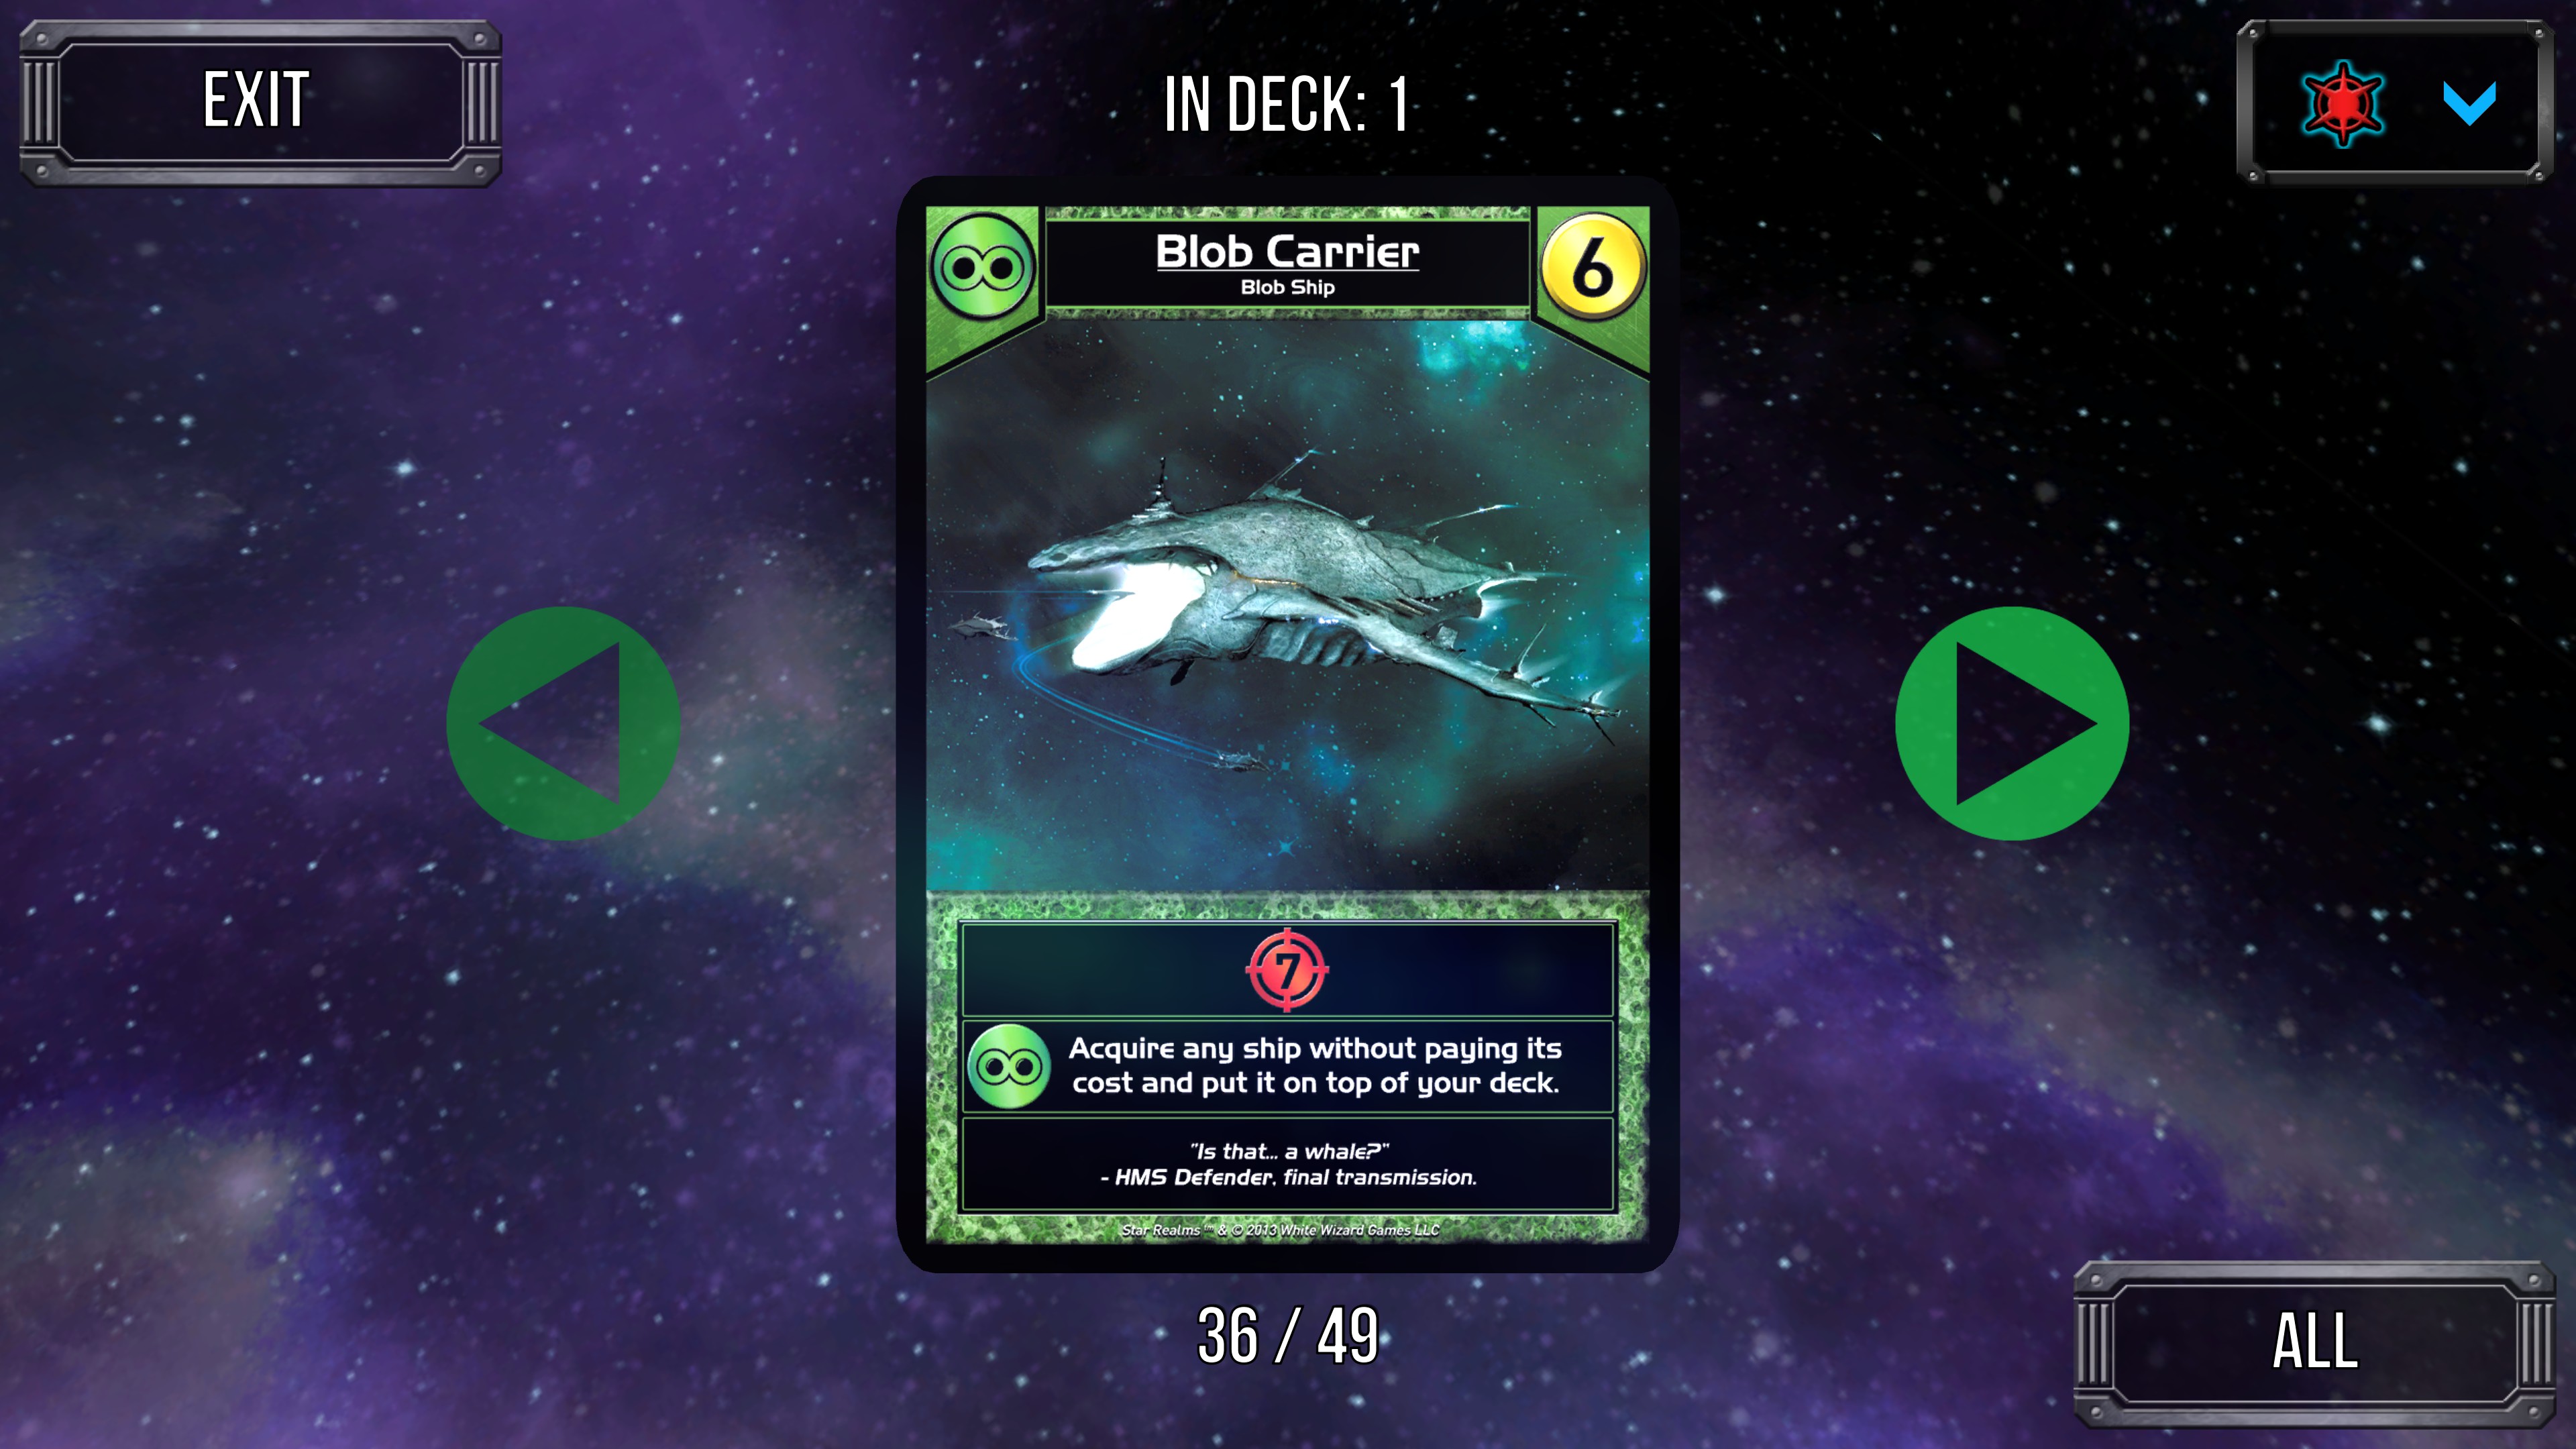 EXIT
IN DECK: 1
Blob Carrier
Blob Ship
6
7
Acquire any ship without paying its
cost and put it on top of your deck.
"Is that... a whale?"
- HMS Defender, final transmission.
Star Realms ™ & © 2013 White Wizard Games LLC
36 / 49
ALL